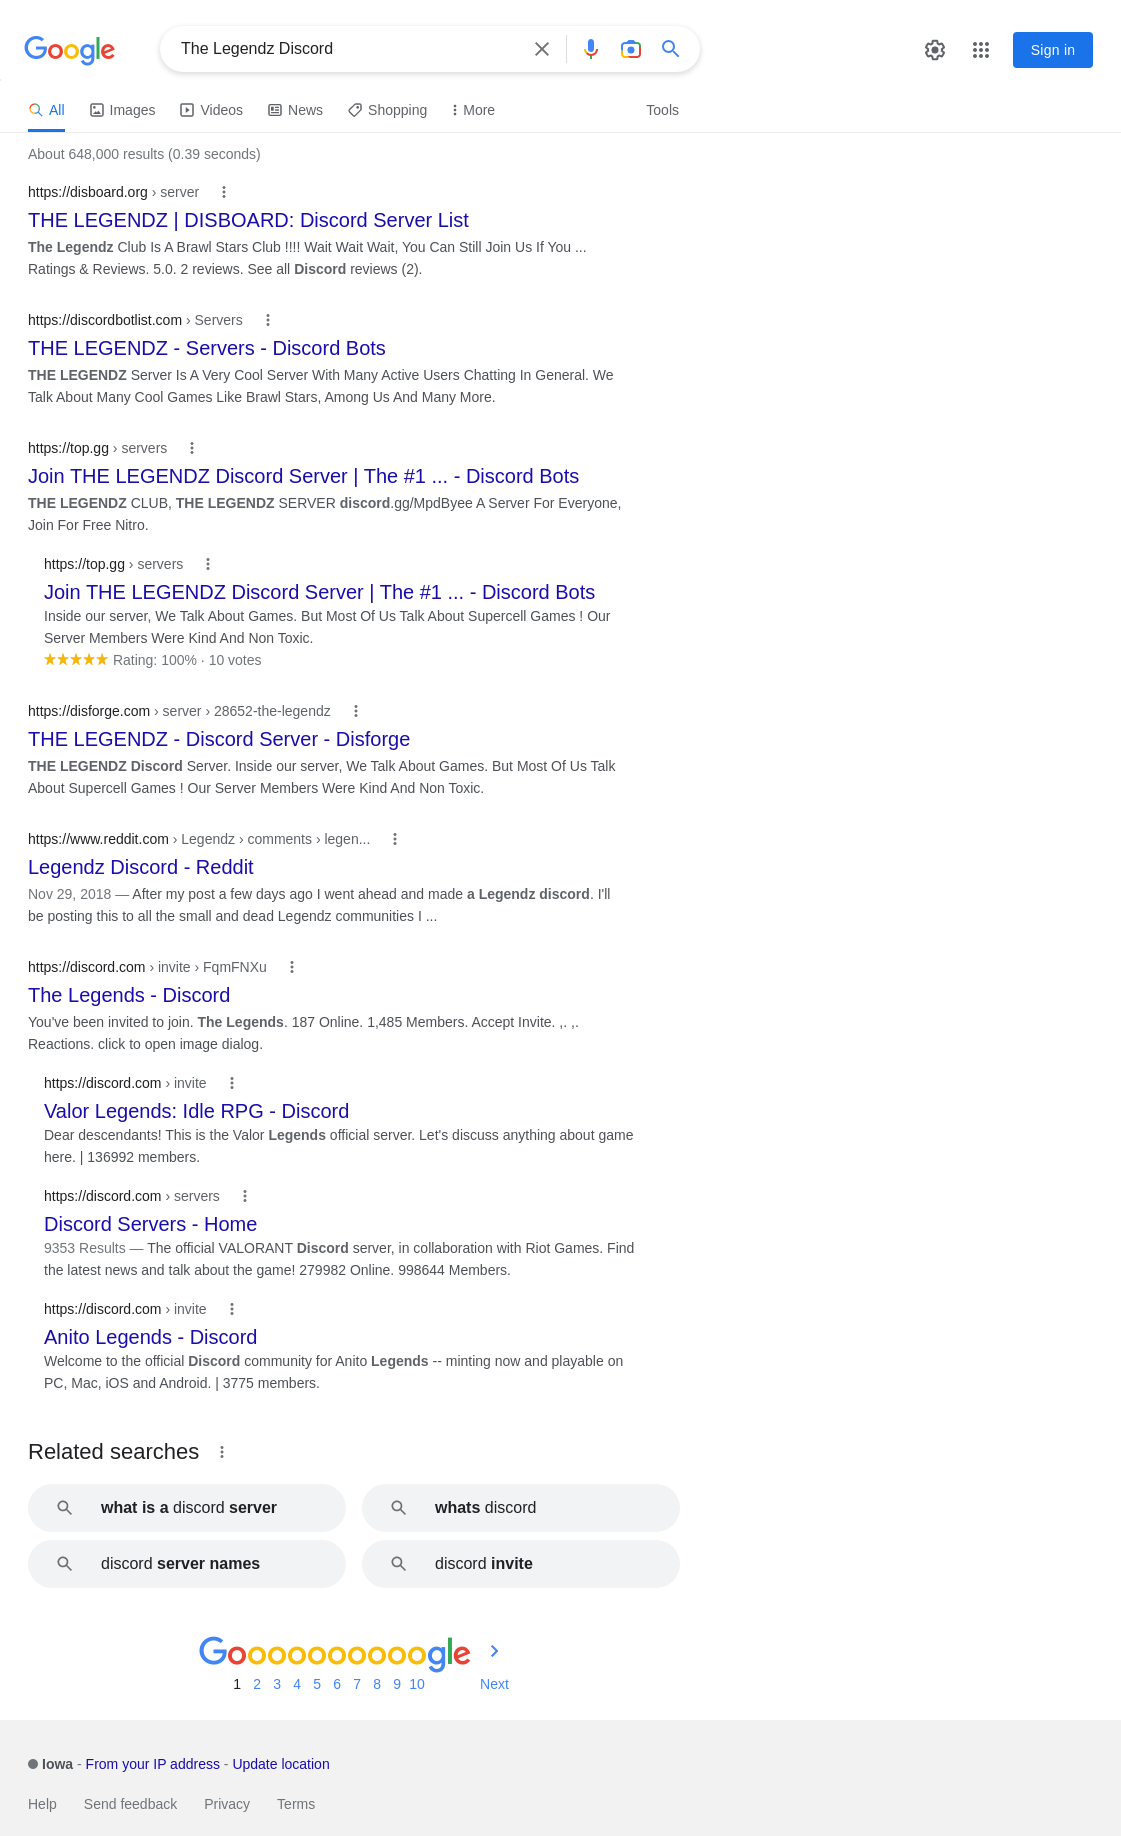 Google
The Legendz Discord
Sign in
All Images Videos News Shopping More Tools
About 648,000 results (0.39 seconds)
https://disboard.org › server
THE LEGENDZ | DISBOARD: Discord Server List
The Legendz Club Is A Brawl Stars Club !!!! Wait Wait Wait, You Can Still Join Us If You ...
Ratings & Reviews. 5.0. 2 reviews. See all Discord reviews (2).
https://discordbotlist.com › Servers
THE LEGENDZ - Servers - Discord Bots
THE LEGENDZ Server Is A Very Cool Server With Many Active Users Chatting In General. We
Talk About Many Cool Games Like Brawl Stars, Among Us And Many More.
https://top.gg › servers
Join THE LEGENDZ Discord Server | The #1 ... - Discord Bots
THE LEGENDZ CLUB, THE LEGENDZ SERVER discord.gg/MpdByee A Server For Everyone,
Join For Free Nitro.
https://top.gg › servers
Join THE LEGENDZ Discord Server | The #1 ... - Discord Bots
Inside our server, We Talk About Games. But Most Of Us Talk About Supercell Games ! Our
Server Members Were Kind And Non Toxic.
Rating: 100% · 10 votes
https://disforge.com › server › 28652-the-legendz
THE LEGENDZ - Discord Server - Disforge
THE LEGENDZ Discord Server. Inside our server, We Talk About Games. But Most Of Us Talk
About Supercell Games ! Our Server Members Were Kind And Non Toxic.
https://www.reddit.com › Legendz › comments › legen...
Legendz Discord - Reddit
Nov 29, 2018 — After my post a few days ago I went ahead and made a Legendz discord. I'll
be posting this to all the small and dead Legendz communities I ...
https://discord.com › invite › FqmFNXu
The Legends - Discord
You've been invited to join. The Legends. 187 Online. 1,485 Members. Accept Invite. ,. ,.
Reactions. click to open image dialog.
https://discord.com › invite
Valor Legends: Idle RPG - Discord
Dear descendants! This is the Valor Legends official server. Let's discuss anything about game
here. | 136992 members.
https://discord.com › servers
Discord Servers - Home
9353 Results — The official VALORANT Discord server, in collaboration with Riot Games. Find
the latest news and talk about the game! 279982 Online. 998644 Members.
https://discord.com › invite
Anito Legends - Discord
Welcome to the official Discord community for Anito Legends -- minting now and playable on
PC, Mac, iOS and Android. | 3775 members.
Related searches
what is a discord server
whats discord
discord server names
discord invite
Goooooooooogle
1 2 3 4 5 6 7 8 9 10 Next
Iowa - From your IP address - Update location
Help Send feedback Privacy Terms